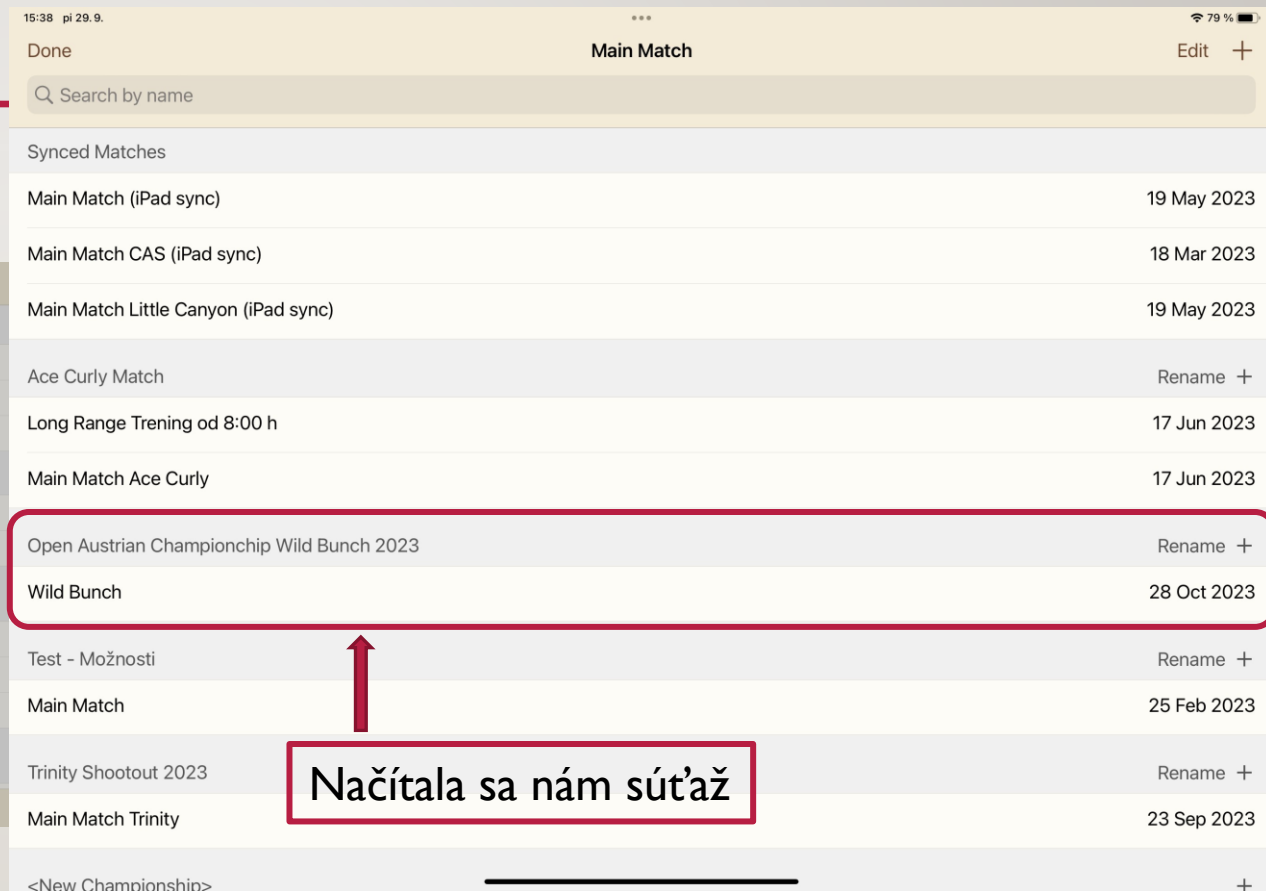 15:38 pi 29. 9.
79 %
Done Main Match Edit
Search by name
Synced Matches
Main Match (iPad sync) 19 May 2023
Main Match CAS (iPad sync) 18 Mar 2023
Main Match Little Canyon (iPad sync) 19 May 2023
Ace Curly Match Rename +
Long Range Trening od 8:00 h 17 Jun 2023
Main Match Ace Curly 17 Jun 2023
Open Austrian Championchip Wild Bunch 2023 Rename +
Wild Bunch 28 Oct 2023
Test - Možnosti Rename +
Main Match 25 Feb 2023
Trinity Shootout 2023 Rename +
Načítala sa nám súťaž
Main Match Trinity 23 Sep 2023
<New Championship> +